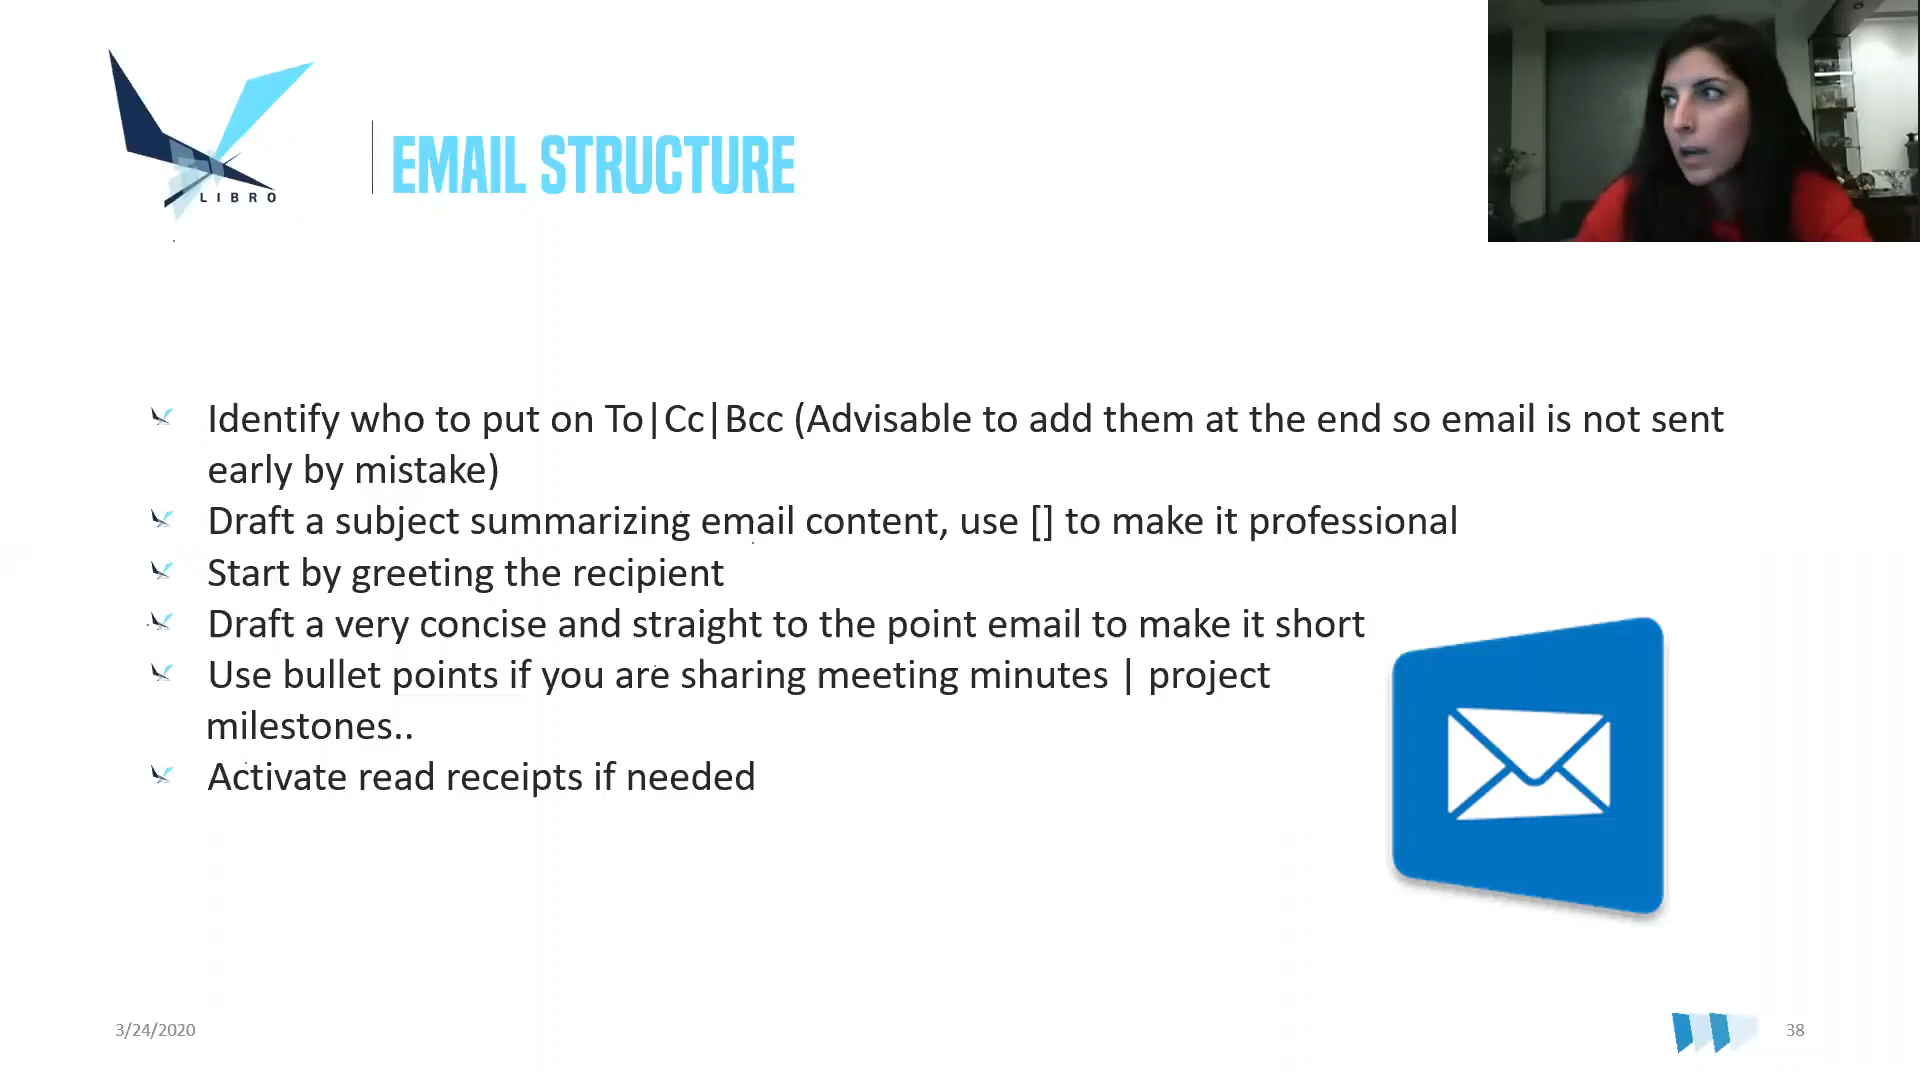 LIBRO
EMAIL STRUCTURE
Identify who to put on To|Cc|Bcc (Advisable to add them at the end so email is not sent
early by mistake)
Draft a subject summarizing email content, use [] to make it professional
Start by greeting the recipient
Draft a very concise and straight to the point email to make it short
Use bullet points if you are sharing meeting minutes | project
milestones..
Activate read receipts if needed
3/24/2020
38